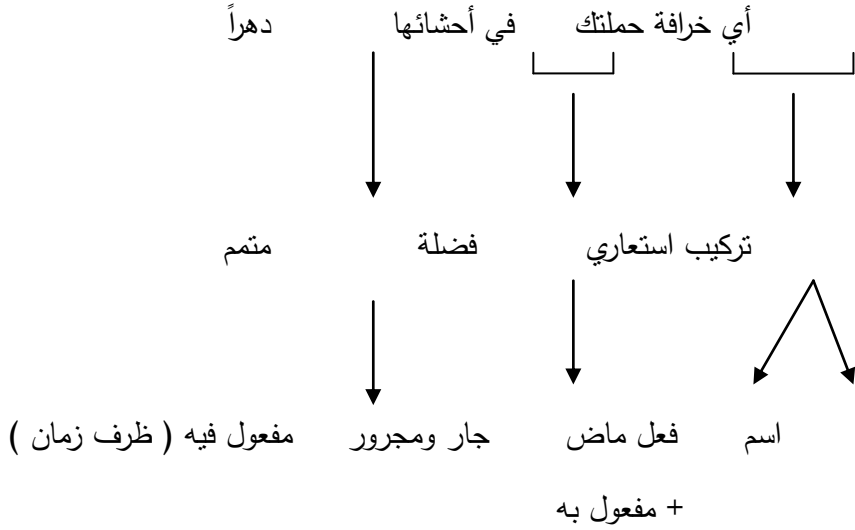 أي خرافة حملتك في أحشائها دهراً
تركيب استعاري فضلة متمم
اسم فعل ماض جار ومجرور مفعول فيه ( ظرف زمان )
+ مفعول به